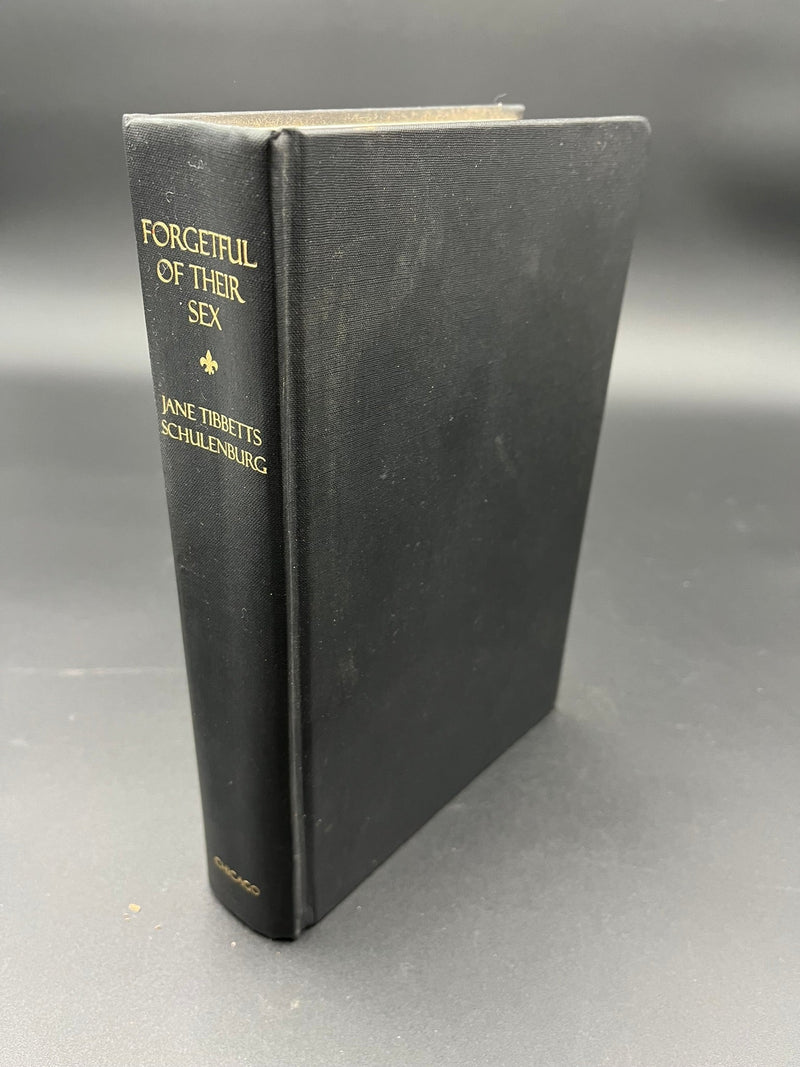 FORGETFUL
OF THEIR
SEX
JANE TIBBETTS
SCHULENBURG
CHICAGO